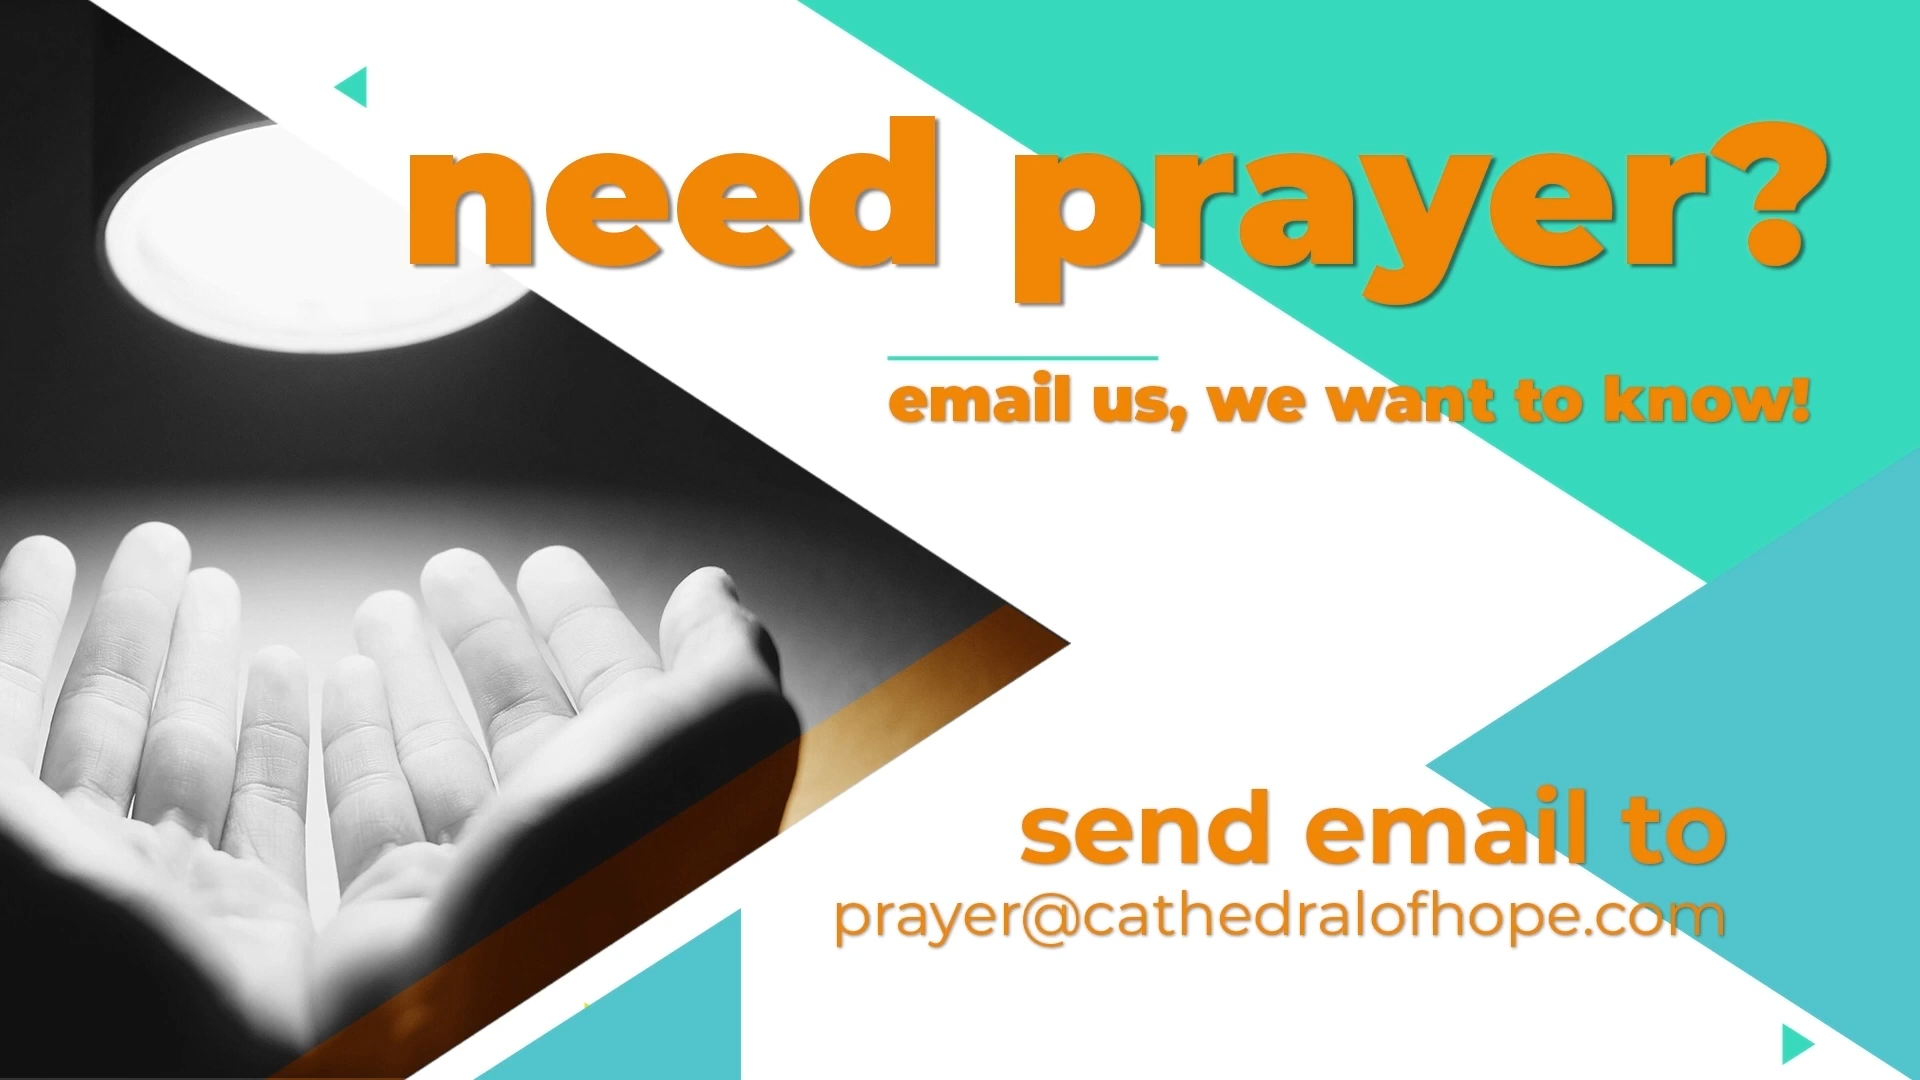 need prayer?
email us, we want to know!
send email to
prayer@cathedralofhope.com